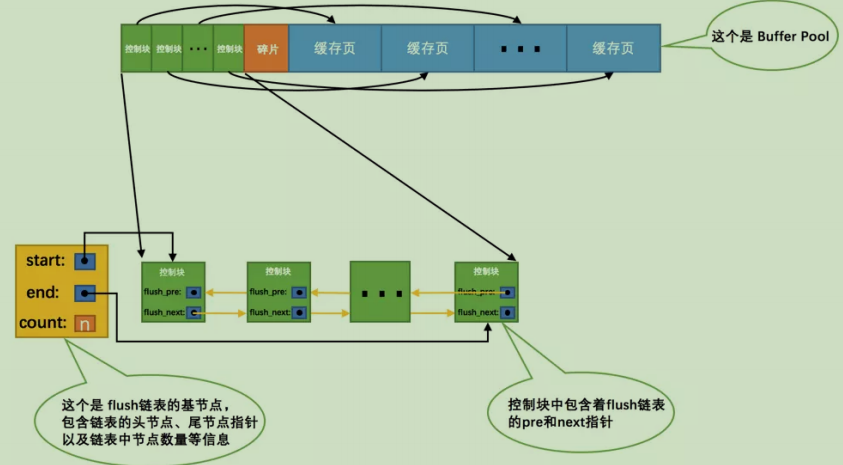 控制块 控制块 ··· 控制块 碎片 缓存页 缓存页 ··· 缓存页
这个是 Buffer Pool
start:
end:
count: n
控制块
flush_pre:
flush_next:
控制块
flush_pre:
flush_next:
···
控制块
flush_pre:
flush_next:
这个是 flush链表的基节点，
包含链表的头节点、尾节点指针
以及链表中节点数量等信息
控制块中包含着flush链表
的pre和next指针